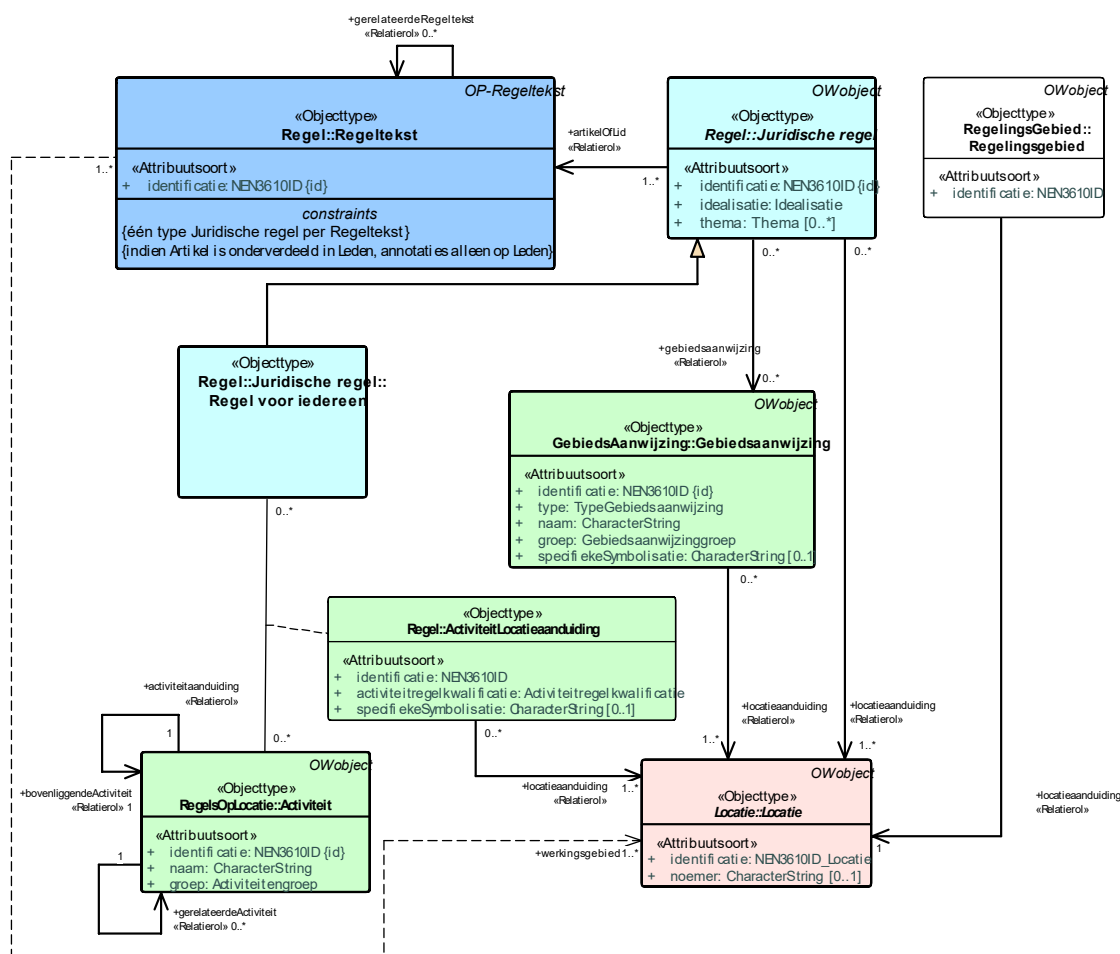 +gerelateerdeRegeltekst
«Relatierol» 0..*
OP-Regeltekst
«Objecttype»
Regel::Regeltekst
«Attribuutsoort»
+ identificatie: NEN3610ID {id}
constraints
{één type Juridische regel per Regeltekst}
{indien Artikel is onderverdeeld in Leden, annotaties alleen op Leden}
1..*
+artikelOfLid
«Relatierol»
1..*
OWobject
«Objecttype»
Regel::Juridische regel
«Attribuutsoort»
+ identificatie: NEN3610ID {id}
+ idealisatie: Idealisatie
+ thema: Thema [0..*]
0..*
0..*
OWobject
«Objecttype»
RegelingsGebied::
Regelingsgebied
«Attribuutsoort»
+ identificatie: NEN3610ID
«Objecttype»
Regel::Juridische regel::
Regel voor iedereen
0..*
+gebiedsaanwijzing
«Relatierol»
0..*
OWobject
«Objecttype»
GebiedsAanwijzing::Gebiedsaanwijzing
«Attribuutsoort»
+ identificatie: NEN3610ID {id}
+ type: TypeGebiedsaanwijzing
+ naam: CharacterString
+ groep: Gebiedsaanwijzinggroep
+ specifiekeSymbolisatie: CharacterString [0..1]
0..*
«Objecttype»
Regel::ActiviteitLocatieaanduiding
«Attribuutsoort»
+ identificatie: NEN3610ID
+ activiteitregelkwalificatie: Activiteitregelkwalificatie
+ specifiekeSymbolisatie: CharacterString [0..1]
0..*
+activiteitaanduiding
«Relatierol»
0..*
1
+bovenliggendeActiviteit
«Relatierol» 1
OWobject
«Objecttype»
RegelsOpLocatie::Activiteit
«Attribuutsoort»
+ identificatie: NEN3610ID {id}
+ naam: CharacterString
+ groep: Activiteitengroep
1
+gerelateerdeActiviteit
«Relatierol» 0..*
+locatieaanduiding
«Relatierol»
1..*
+locatieaanduiding
«Relatierol»
1..*
+locatieaanduiding
«Relatierol»
1..*
OWobject
«Objecttype»
Locatie::Locatie
«Attribuutsoort»
+ identificatie: NEN3610ID_Locatie
+ noemer: CharacterString [0..1]
+werkingsgebied 1..*
+locatieaanduiding
«Relatierol»
1